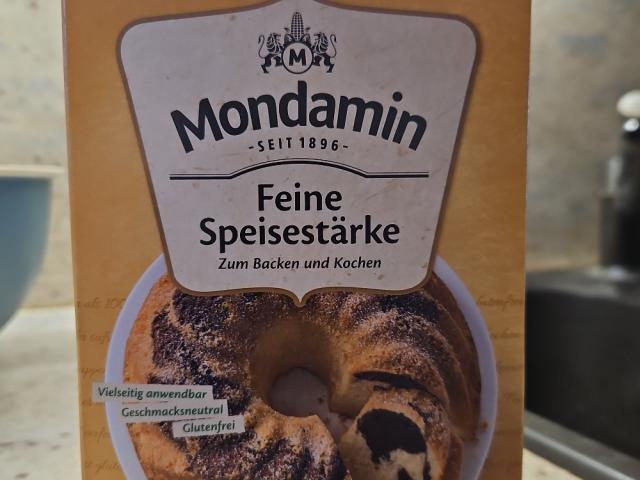 M
Mondamin
-SEIT 1896-
Feine
Speisestärke
Zum Backen und Kochen
Vielseitig anwendbar
Geschmacksneutral
Glutenfrei